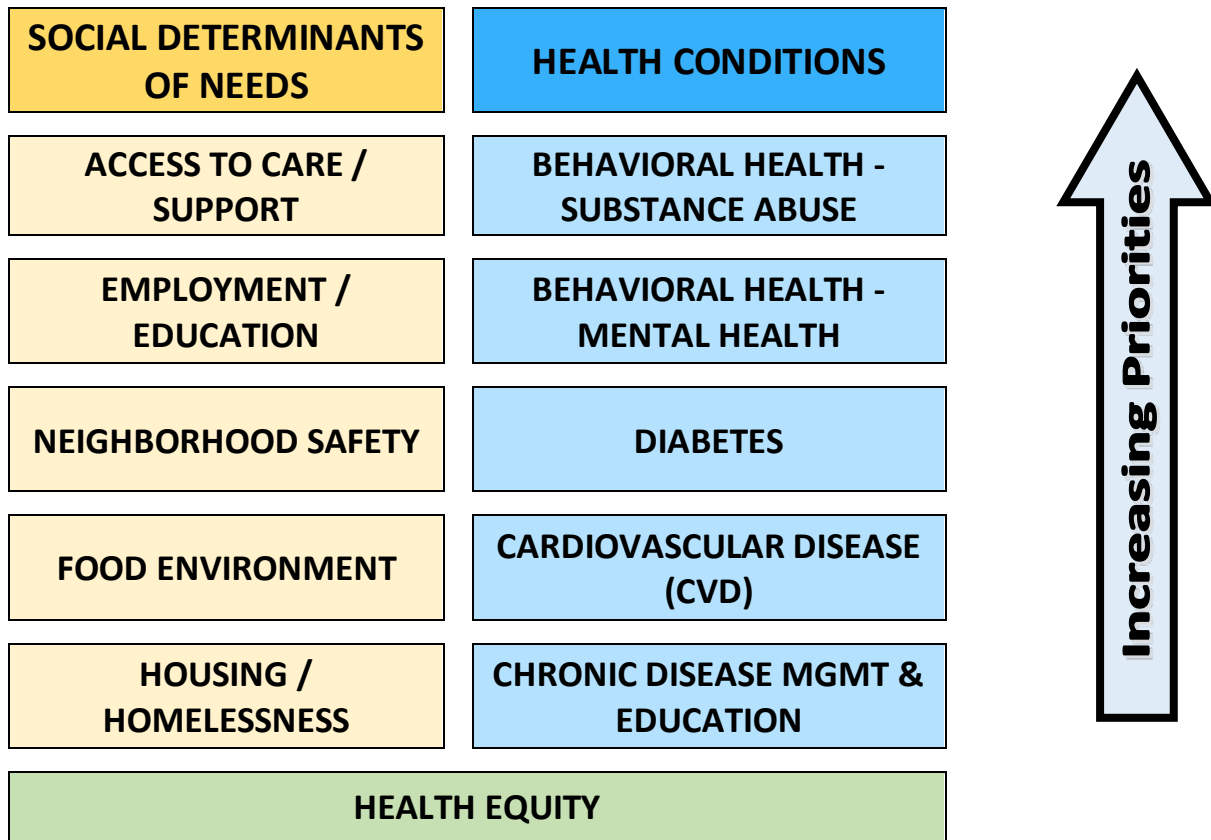 SOCIAL DETERMINANTS
OF NEEDS
HEALTH CONDITIONS
ACCESS TO CARE /
SUPPORT
BEHAVIORAL HEALTH -
SUBSTANCE ABUSE
EMPLOYMENT /
EDUCATION
BEHAVIORAL HEALTH -
MENTAL HEALTH
NEIGHBORHOOD SAFETY
DIABETES
FOOD ENVIRONMENT
CARDIOVASCULAR DISEASE
(CVD)
HOUSING /
HOMELESSNESS
CHRONIC DISEASE MGMT &
EDUCATION
HEALTH EQUITY
Increasing Priorities